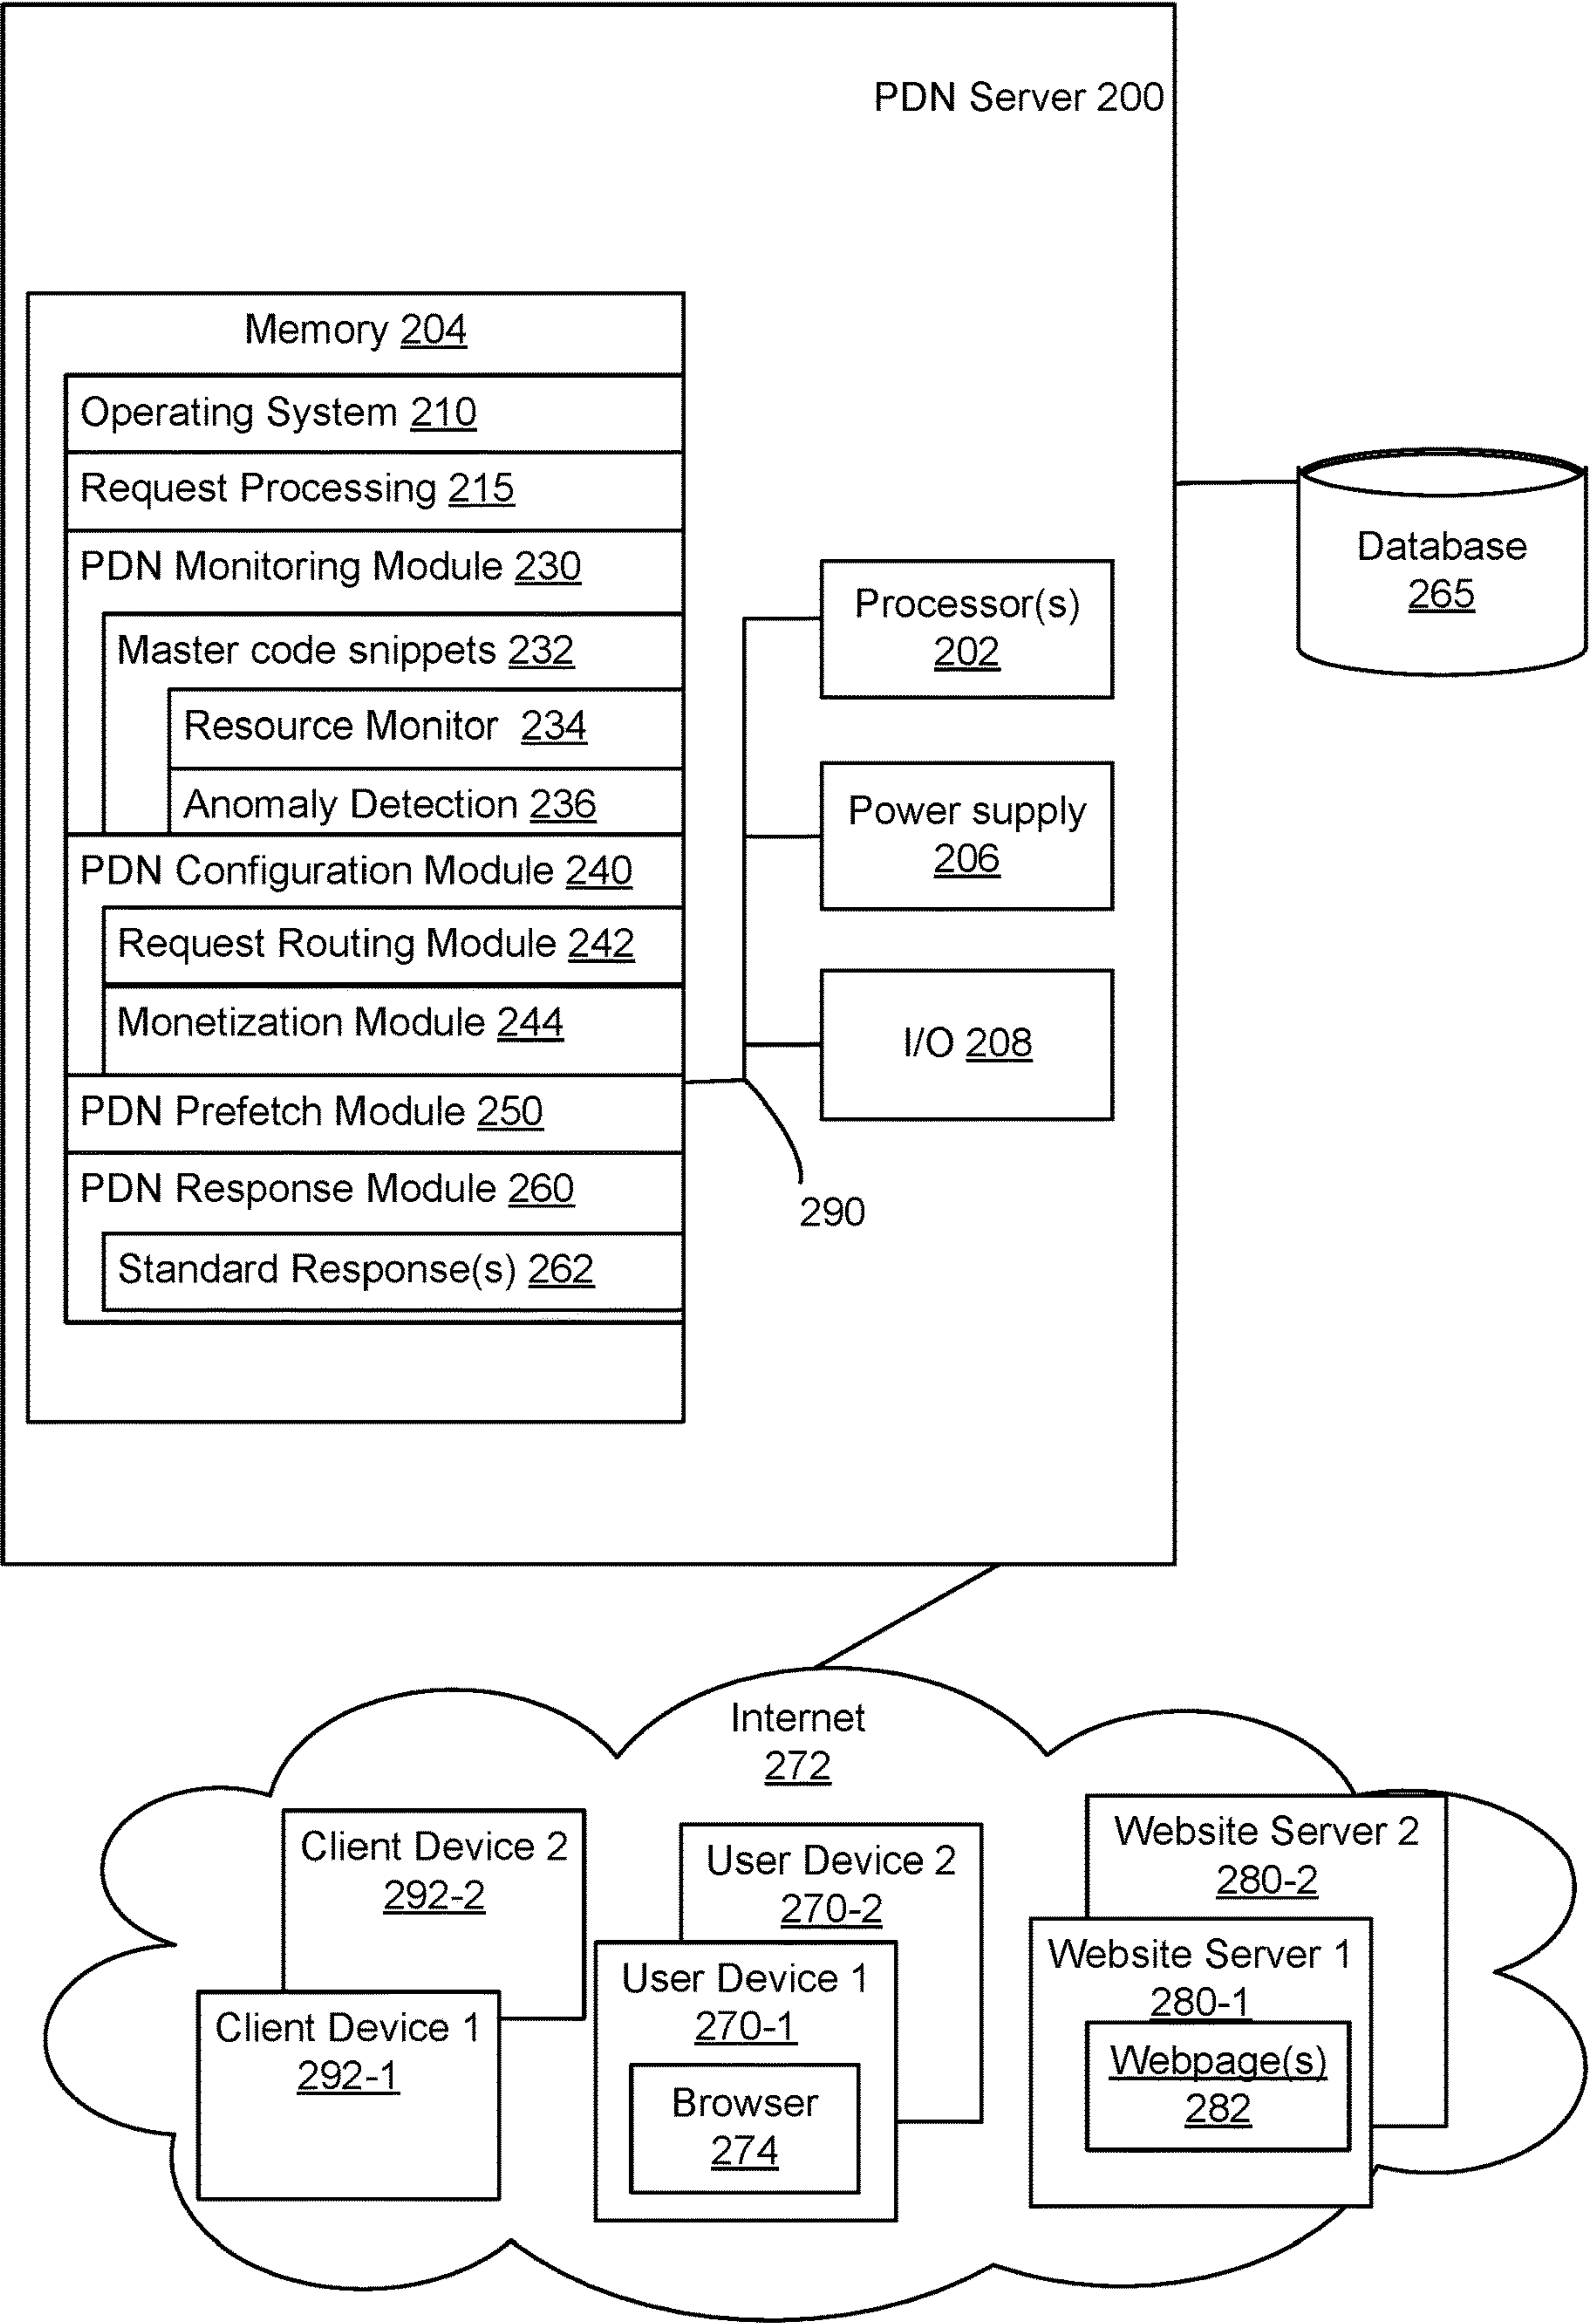 PDN Server 200
Memory 204
Operating System 210
Request Processing 215
PDN Monitoring Module 230
Master code snippets 232
Resource Monitor 234
Anomaly Detection 236
PDN Configuration Module 240
Request Routing Module 242
Monetization Module 244
PDN Prefetch Module 250
PDN Response Module 260
Standard Response(s) 262
Processor(s)
202
Power supply
206
I/O 208
290
Database
265
Internet
272
Client Device 2
292-2
Client Device 1
292-1
User Device 2
270-2
User Device 1
270-1
Browser
274
Website Server 2
280-2
Website Server 1
280-1
Webpage(s)
282